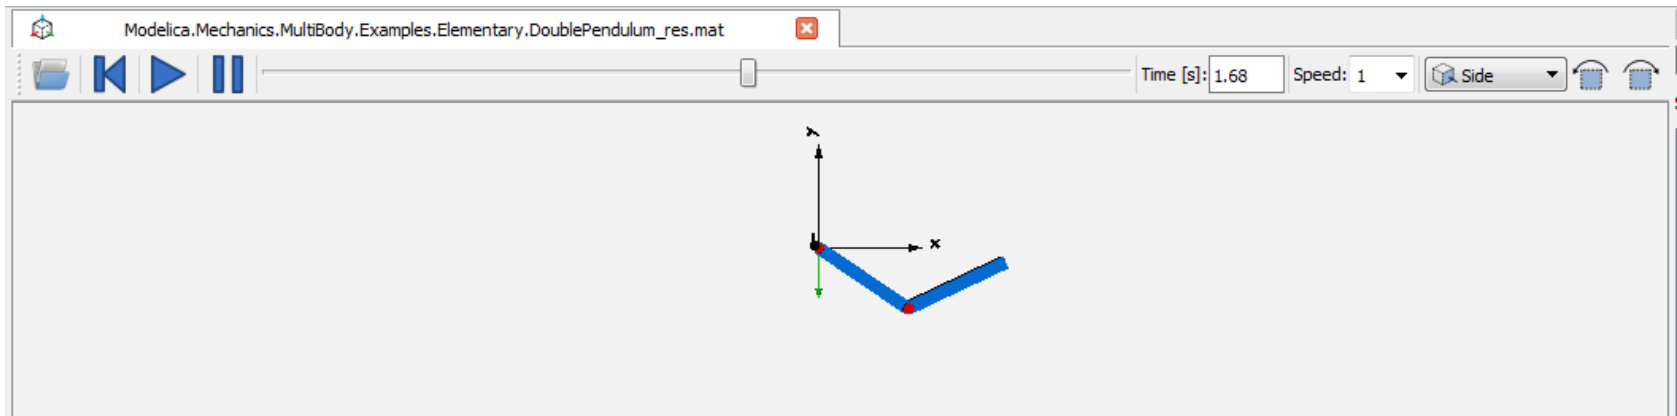 Modelica.Mechanics.MultiBody.Examples.Elementary.DoublePendulum_res.mat
Time [s]: 1.68 Speed: 1 Side
y
x